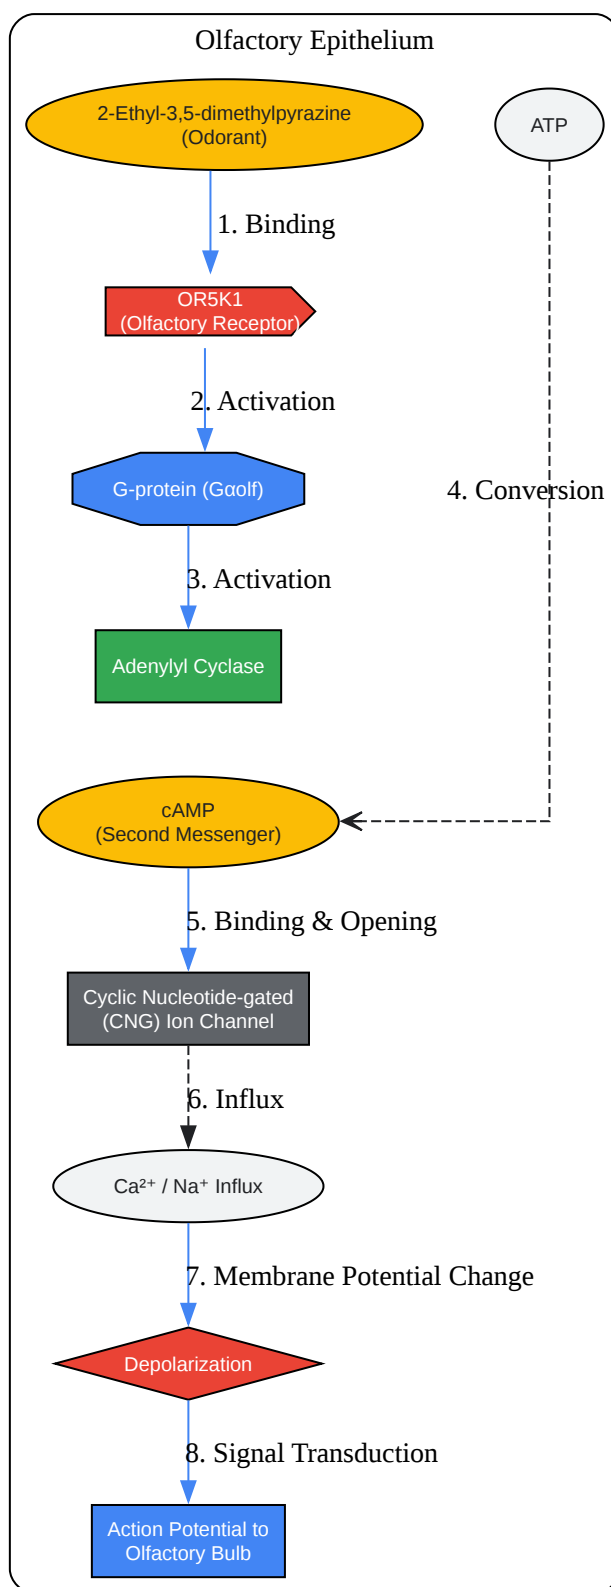 Olfactory Epithelium
2-Ethyl-3,5-dimethylpyrazine
(Odorant)
ATP
1. Binding
OR5K1
(Olfactory Receptor)
2. Activation
G-protein (Gαolf)
4. Conversion
3. Activation
Adenylyl Cyclase
cAMP
(Second Messenger)
5. Binding & Opening
Cyclic Nucleotide-gated
(CNG) Ion Channel
6. Influx
Ca²⁺ / Na⁺ Influx
7. Membrane Potential Change
Depolarization
8. Signal Transduction
Action Potential to
Olfactory Bulb